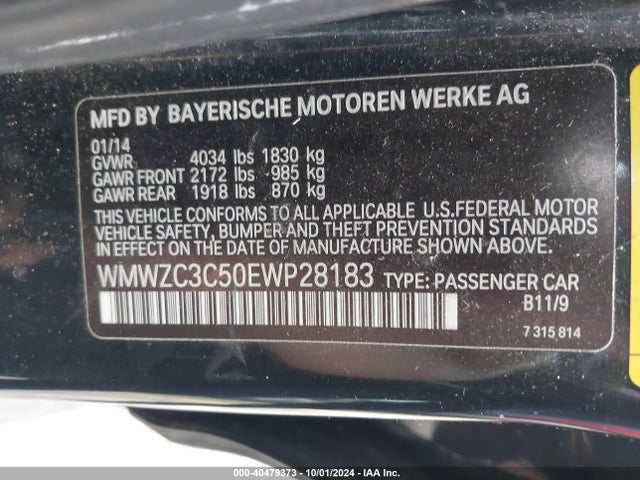 MFD BY BAYERISCHE MOTOREN WERKE AG
01/14
GVWR 4034 lbs 1830 kg
GAWR FRONT 2172 lbs - 985 kg
GAWR REAR 1918 lbs 870 kg
THIS VEHICLE CONFORMS TO ALL APPLICABLE U.S.FEDERAL MOTOR
VEHICLE SAFETY, BUMPER AND THEFT PREVENTION STANDARDS
IN EFFECT ON THE DATE OF MANUFACTURE SHOWN ABOVE.
WMWZC3C50EWP28183 TYPE: PASSENGER CAR
B11/9
7 315 814
000-40479373 - 10/01/2024 - IAAI Copart